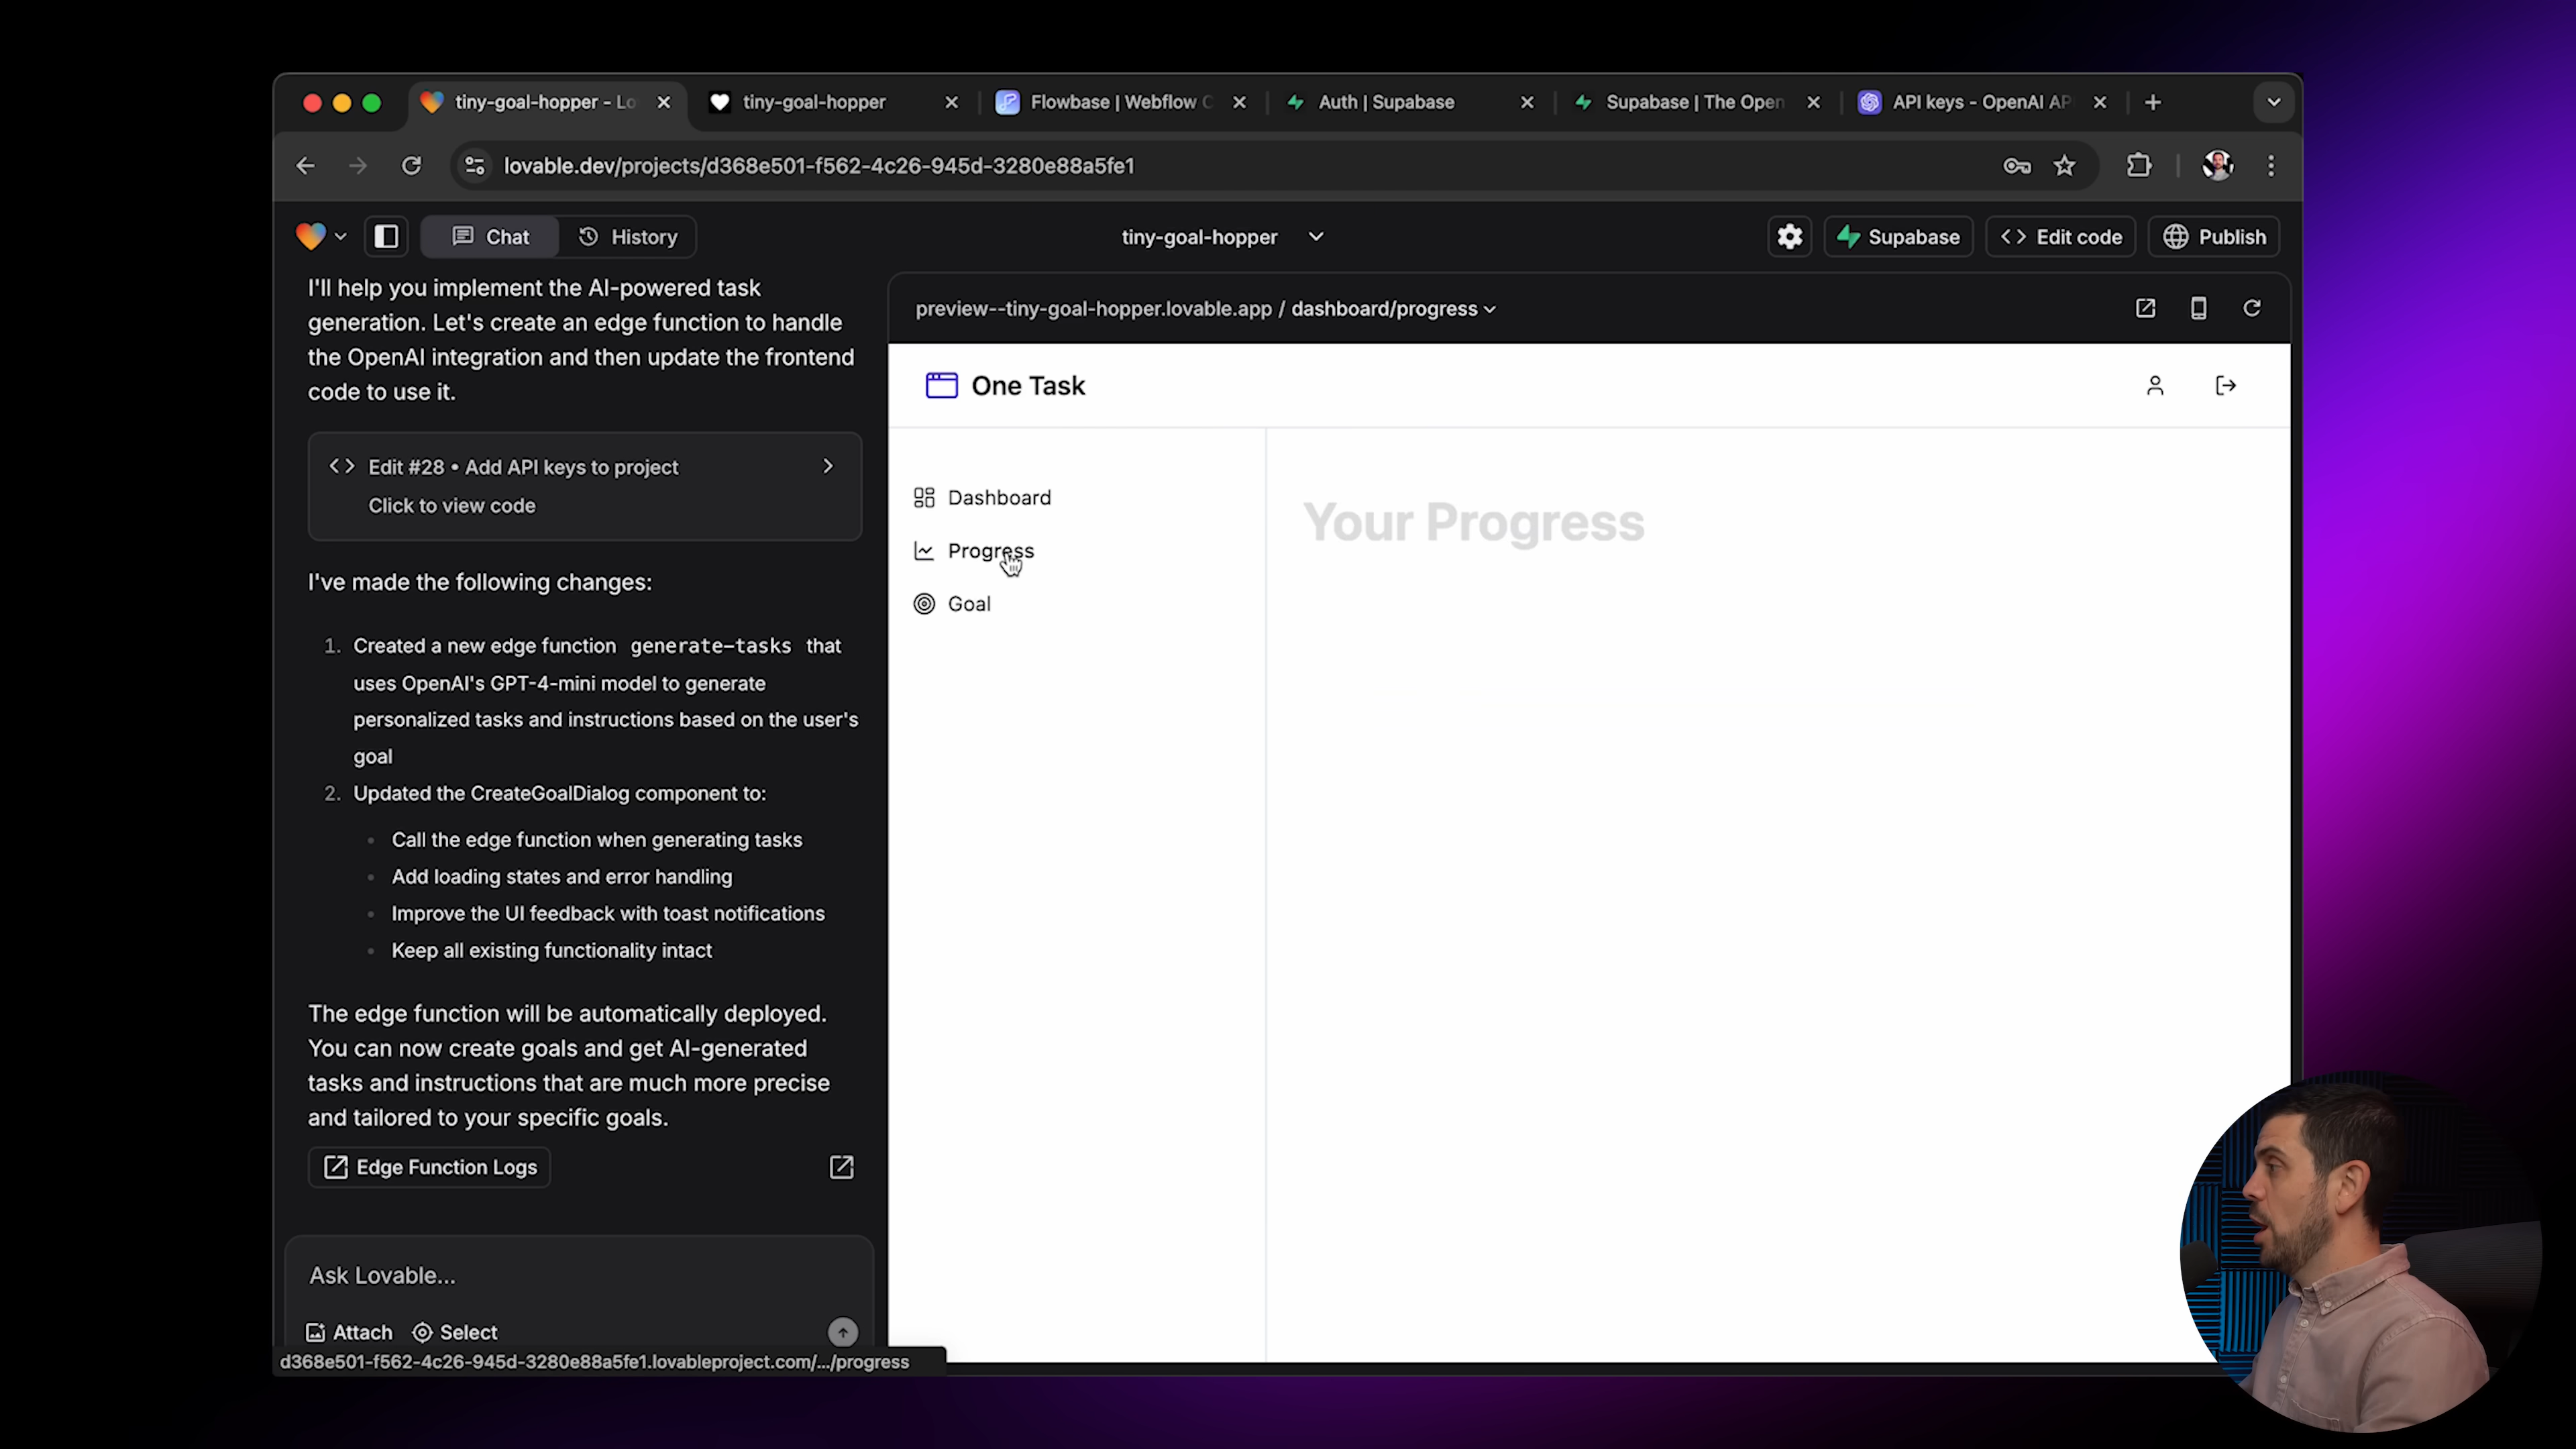 tiny-goal-hopper - Lo
tiny-goal-hopper
Flowbase | Webflow C
Auth | Supabase
Supabase | The Open
API keys - OpenAI AP
lovable.dev/projects/d368e501-f562-4c26-945d-3280e88a5fe1
Chat
History
tiny-goal-hopper
Supabase
Edit code
Publish
I'll help you implement the AI-powered task
generation. Let's create an edge function to handle
the OpenAI integration and then update the frontend
code to use it.
Edit #28 • Add API keys to project
Click to view code
I've made the following changes:
1. Created a new edge function generate-tasks that
uses OpenAI's GPT-4-mini model to generate
personalized tasks and instructions based on the user's
goal
2. Updated the CreateGoalDialog component to:
• Call the edge function when generating tasks
• Add loading states and error handling
• Improve the UI feedback with toast notifications
• Keep all existing functionality intact
The edge function will be automatically deployed.
You can now create goals and get AI-generated
tasks and instructions that are much more precise
and tailored to your specific goals.
Edge Function Logs
Ask Lovable...
Attach
Select
d368e501-f562-4c26-945d-3280e88a5fe1.lovableproject.com/.../progress
preview--tiny-goal-hopper.lovable.app / dashboard/progress
One Task
Dashboard
Progress
Goal
Your Progress